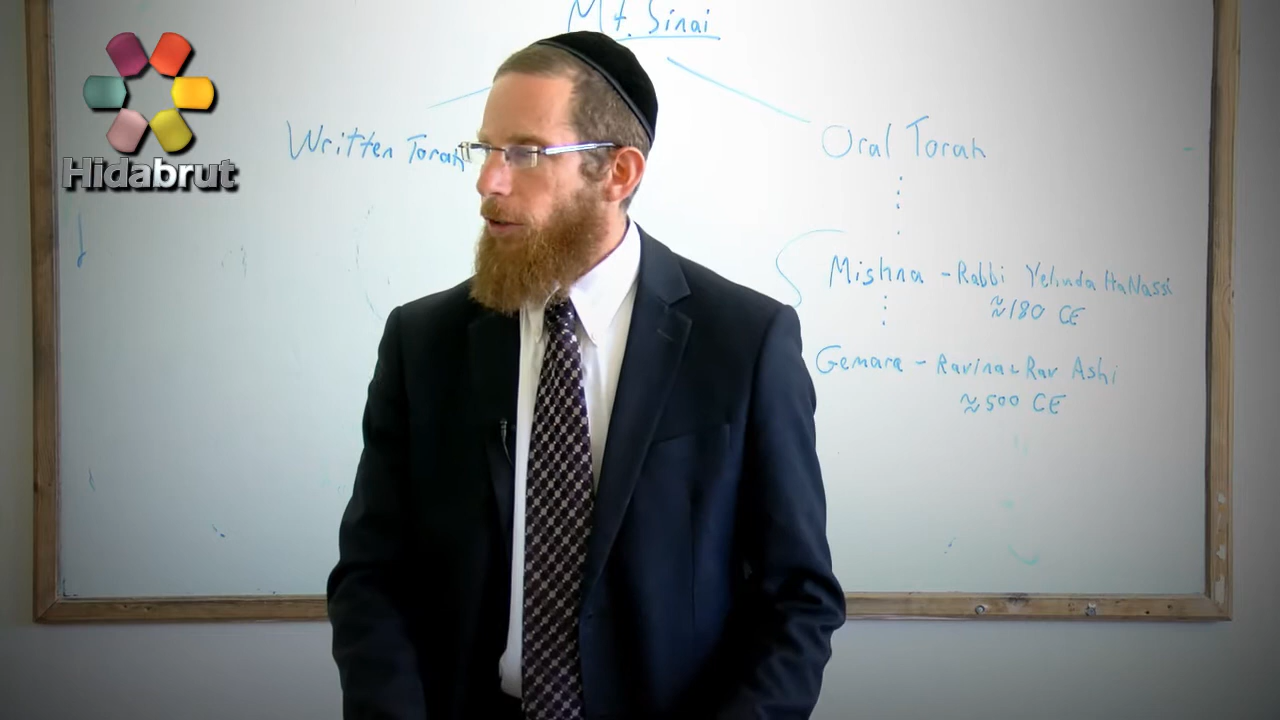 Mt. Sinai
Hidabrut
Written Torah
Oral Torah
Mishna - Rabbi Yehuda HaNassi
≈180 CE
Gemara - Ravina & Rav Ashi
≈500 CE